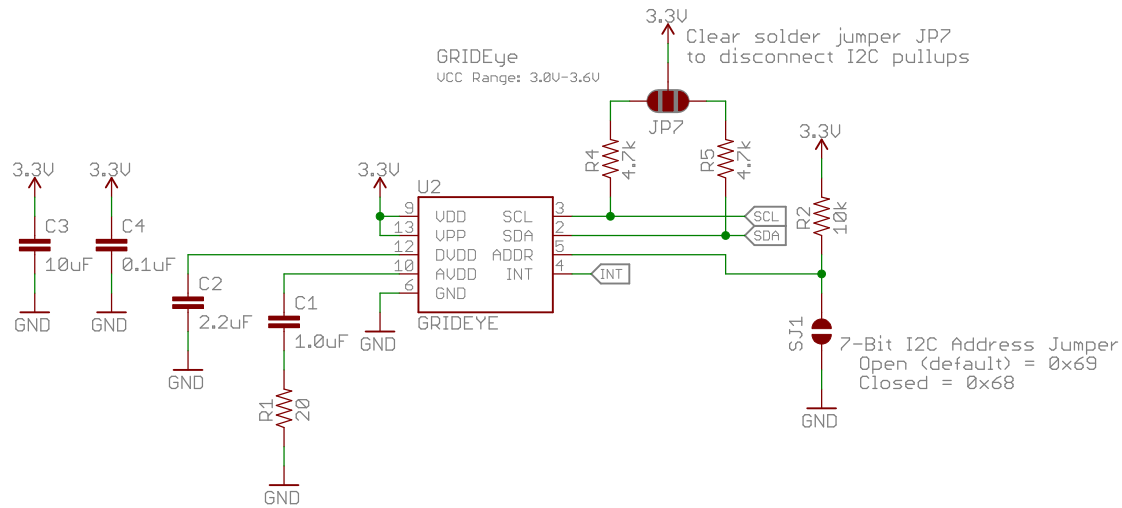 3.3V
Clear solder jumper JP7
to disconnect I2C pullups
GRIDEye
VCC Range: 3.0V-3.6V
JP7
R4
4.7k
R5
4.7k
3.3V
R2
10k
3.3V
3.3V
3.3V
C3
10uF
GND
C4
0.1uF
GND
C2
2.2uF
GND
C1
1.0uF
R1
20
GND
U2
9 VDD SCL 3
13 VPP SDA 2
12 DVDD ADDR 5
10 AVDD INT 4
6 GND
GRIDEYE
GND
SCL
SDA
INT
SJ1
7-Bit I2C Address Jumper
Open (default) = 0x69
Closed = 0x68
GND